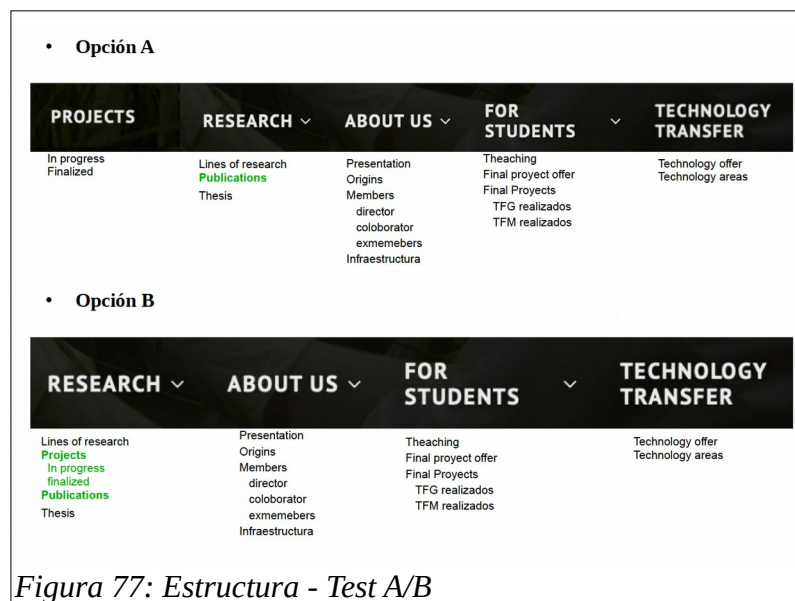 • Opción A
PROJECTS
In progress
Finalized
RESEARCH
Lines of research
Publications
Thesis
ABOUT US
Presentation
Origins
Members
director
coloborator
exmemebers
Infraestructura
FOR
STUDENTS
Theaching
Final proyect offer
Final Proyects
TFG realizados
TFM realizados
TECHNOLOGY
TRANSFER
Technology offer
Technology areas
• Opción B
RESEARCH
Lines of research
Projects
In progress
finalized
Publications
Thesis
ABOUT US
Presentation
Origins
Members
director
coloborator
exmemebers
Infraestructura
FOR
STUDENTS
Theaching
Final proyect offer
Final Proyects
TFG realizados
TFM realizados
TECHNOLOGY
TRANSFER
Technology offer
Technology areas
Figura 77: Estructura - Test A/B